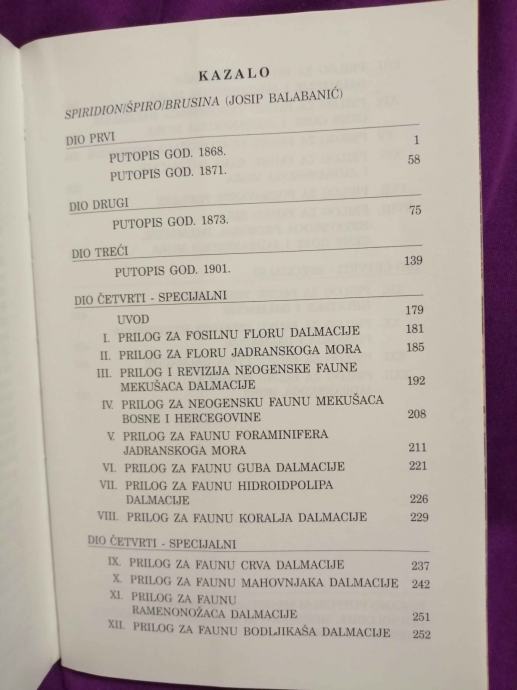 KAZALO
SPIRIDION/ŠPIRO/BRUSINA (JOSIP BALABANIĆ)
DIO PRVI
PUTOPIS GOD. 1868. 1
PUTOPIS GOD. 1871. 58
DIO DRUGI
PUTOPIS GOD. 1873. 75
DIO TREĆI
PUTOPIS GOD. 1901. 139
DIO ČETVRTI - SPECIJALNI
UVOD 179
I. PRILOG ZA FOSILNU FLORU DALMACIJE 181
II. PRILOG ZA FLORU JADRANSKOGA MORA 185
III. PRILOG I REVIZIJA NEOGENSKE FAUNE
MEKUŠACA DALMACIJE 192
IV. PRILOG ZA NEOGENSKU FAUNU MEKUŠACA
BOSNE I HERCEGOVINE 208
V. PRILOG ZA FAUNU FORAMINIFERA
JADRANSKOGA MORA 211
VI. PRILOG ZA FAUNU GUBA DALMACIJE 221
VII. PRILOG ZA FAUNU HIDROIDPOLIPA
DALMACIJE 226
VIII. PRILOG ZA FAUNU KORALJA DALMACIJE 229
DIO ČETVRTI - SPECIJALNI
IX. PRILOG ZA FAUNU CRVA DALMACIJE 237
X. PRILOG ZA FAUNU MAHOVNJAKA DALMACIJE 242
XI. PRILOG ZA FAUNU
RAMENONOŽACA DALMACIJE 251
XII. PRILOG ZA FAUNU BODLJIKAŠA DALMACIJE 252